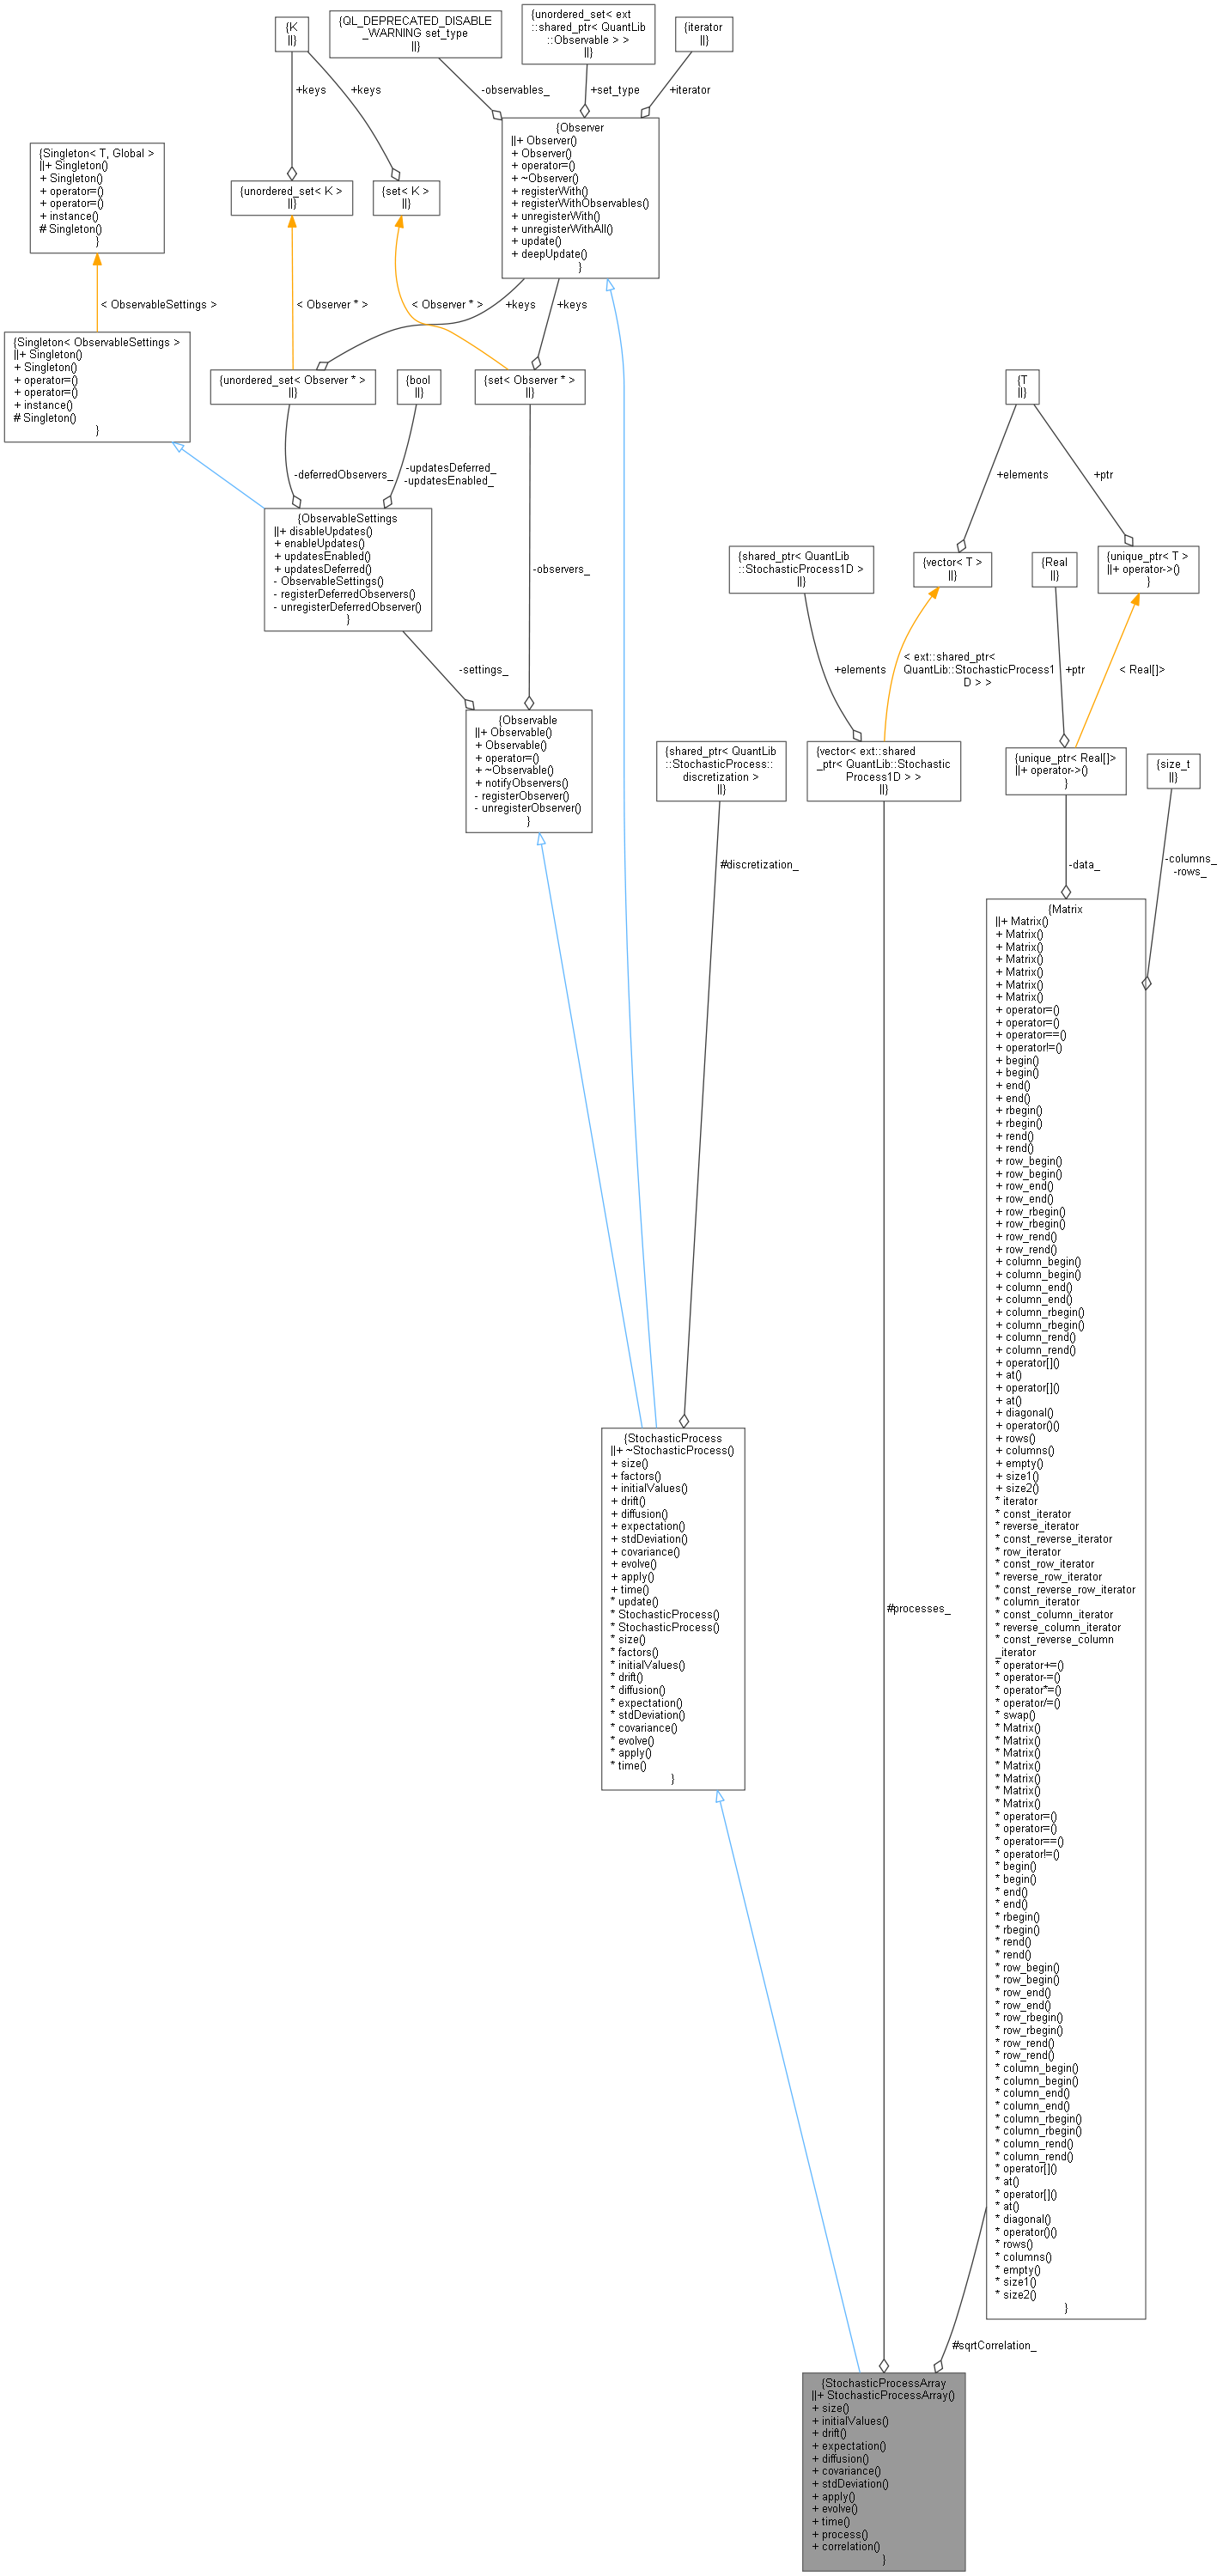 {K
||}
{QL_DEPRECATED_DISABLE
_WARNING set_type
||}
{unordered_set< ext
::shared_ptr< QuantLib
::Observable > >
||}
{iterator
||}
+keys
+keys
-observables_
+set_type
+iterator
{Singleton< T, Global >
||+ Singleton()
+ Singleton()
+ operator=()
+ operator=()
+ instance()
# Singleton()
}
{unordered_set< K >
||}
{set< K >
||}
{Observer
||+ Observer()
+ Observer()
+ operator=()
+ ~Observer()
+ registerWith()
+ registerWithObservables()
+ unregisterWith()
+ unregisterWithAll()
+ update()
+ deepUpdate()
}
< ObservableSettings >
< Observer * >
< Observer * >
+keys
+keys
{Singleton< ObservableSettings >
||+ Singleton()
+ Singleton()
+ operator=()
+ operator=()
+ instance()
# Singleton()
}
{unordered_set< Observer * >
||}
{bool
||}
{set< Observer * >
||}
{T
||}
-deferredObservers_
-updatesDeferred_
-updatesEnabled_
+elements
+ptr
{ObservableSettings
||+ disableUpdates()
+ enableUpdates()
+ updatesEnabled()
+ updatesDeferred()
- ObservableSettings()
- registerDeferredObservers()
- unregisterDeferredObserver()
}
-observers_
{shared_ptr< QuantLib
::StochasticProcess1D >
||}
{vector< T >
||}
{Real
||}
{unique_ptr< T >
||+ operator->()
}
-settings_
+elements
< ext::shared_ptr<
QuantLib::StochasticProcess1
D > >
+ptr
< Real[]>
{Observable
||+ Observable()
+ Observable()
+ operator=()
+ ~Observable()
+ notifyObservers()
- registerObserver()
- unregisterObserver()
}
{shared_ptr< QuantLib
::StochasticProcess::
discretization >
||}
{vector< ext::shared
_ptr< QuantLib::Stochastic
Process1D > >
||}
{unique_ptr< Real[]>
||+ operator->()
}
{size_t
||}
#discretization_
-data_
-columns_
-rows_
{Matrix
||+ Matrix()
+ Matrix()
+ Matrix()
+ Matrix()
+ Matrix()
+ Matrix()
+ Matrix()
+ operator=()
+ operator=()
+ operator==()
+ operator!=()
+ begin()
+ begin()
+ end()
+ end()
+ rbegin()
+ rbegin()
+ rend()
+ rend()
+ row_begin()
+ row_begin()
+ row_end()
+ row_end()
+ row_rbegin()
+ row_rbegin()
+ row_rend()
+ row_rend()
+ column_begin()
+ column_begin()
+ column_end()
+ column_end()
+ column_rbegin()
+ column_rbegin()
+ column_rend()
+ column_rend()
+ operator[]()
+ at()
+ operator[]()
+ at()
+ diagonal()
+ operator()()
+ rows()
+ columns()
+ empty()
+ size1()
+ size2()
* iterator
* const_iterator
* reverse_iterator
* const_reverse_iterator
* row_iterator
* const_row_iterator
* reverse_row_iterator
* const_reverse_row_iterator
* column_iterator
* const_column_iterator
* reverse_column_iterator
* const_reverse_column
_iterator
* operator+=()
* operator-=()
* operator*=()
* operator/=()
* swap()
* Matrix()
* Matrix()
* Matrix()
* Matrix()
* Matrix()
* Matrix()
* Matrix()
* operator=()
* operator=()
* operator==()
* operator!=()
* begin()
* begin()
* end()
* end()
* rbegin()
* rbegin()
* rend()
* rend()
* row_begin()
* row_begin()
* row_end()
* row_end()
* row_rbegin()
* row_rbegin()
* row_rend()
* row_rend()
* column_begin()
* column_begin()
* column_end()
* column_end()
* column_rbegin()
* column_rbegin()
* column_rend()
* column_rend()
* operator[]()
* at()
* operator[]()
* at()
* diagonal()
* operator()()
* rows()
* columns()
* empty()
* size1()
* size2()
}
{StochasticProcess
||+ ~StochasticProcess()
+ size()
+ factors()
+ initialValues()
+ drift()
+ diffusion()
+ expectation()
+ stdDeviation()
+ covariance()
+ evolve()
+ apply()
+ time()
* update()
* StochasticProcess()
* StochasticProcess()
* size()
* factors()
* initialValues()
* drift()
* diffusion()
* expectation()
* stdDeviation()
* covariance()
* evolve()
* apply()
* time()
}
#processes_
#sqrtCorrelation_
{StochasticProcessArray
||+ StochasticProcessArray()
+ size()
+ initialValues()
+ drift()
+ expectation()
+ diffusion()
+ covariance()
+ stdDeviation()
+ apply()
+ evolve()
+ time()
+ process()
+ correlation()
}